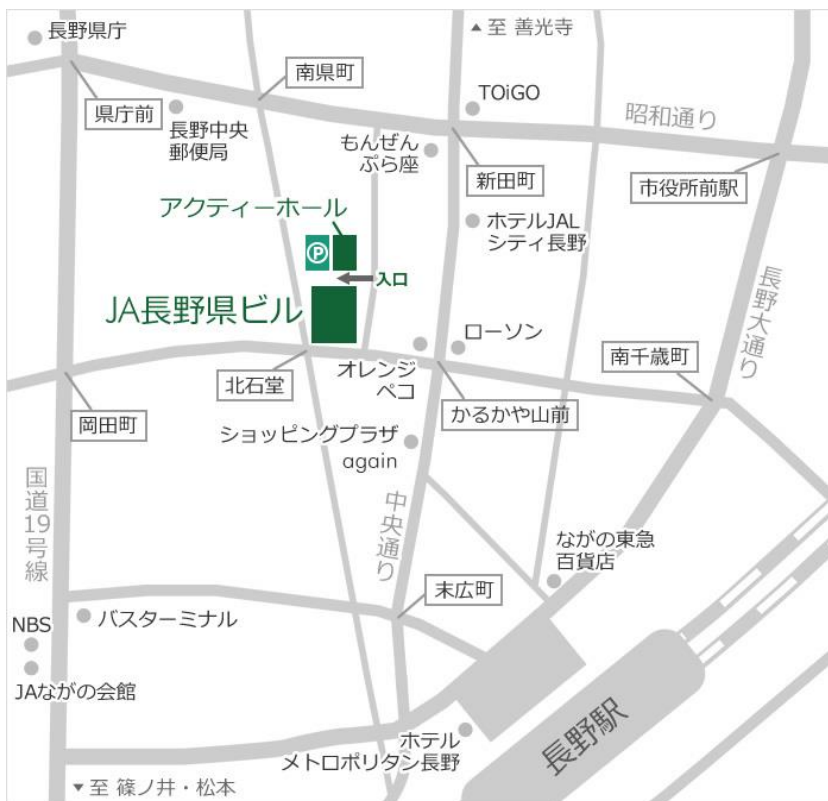 長野県庁
▲至 善光寺
南県町
県庁前
TOiGO
長野中央
郵便局
昭和通り
もんぜん
ぷら座
新田町
市役所前駅
アクティーホール
ホテルJAL
シティ長野
P
入口
JA長野県ビル
長野大通り
ローソン
オレンジ
ペコ
北石堂
南千歳町
岡田町
かるかや山前
ショッピングプラザ
again
国道19号線
中央通り
ながの東急
百貨店
末広町
バスターミナル
NBS
JAながの会館
長野駅
ホテル
メトロポリタン長野
▼至 篠ノ井・松本